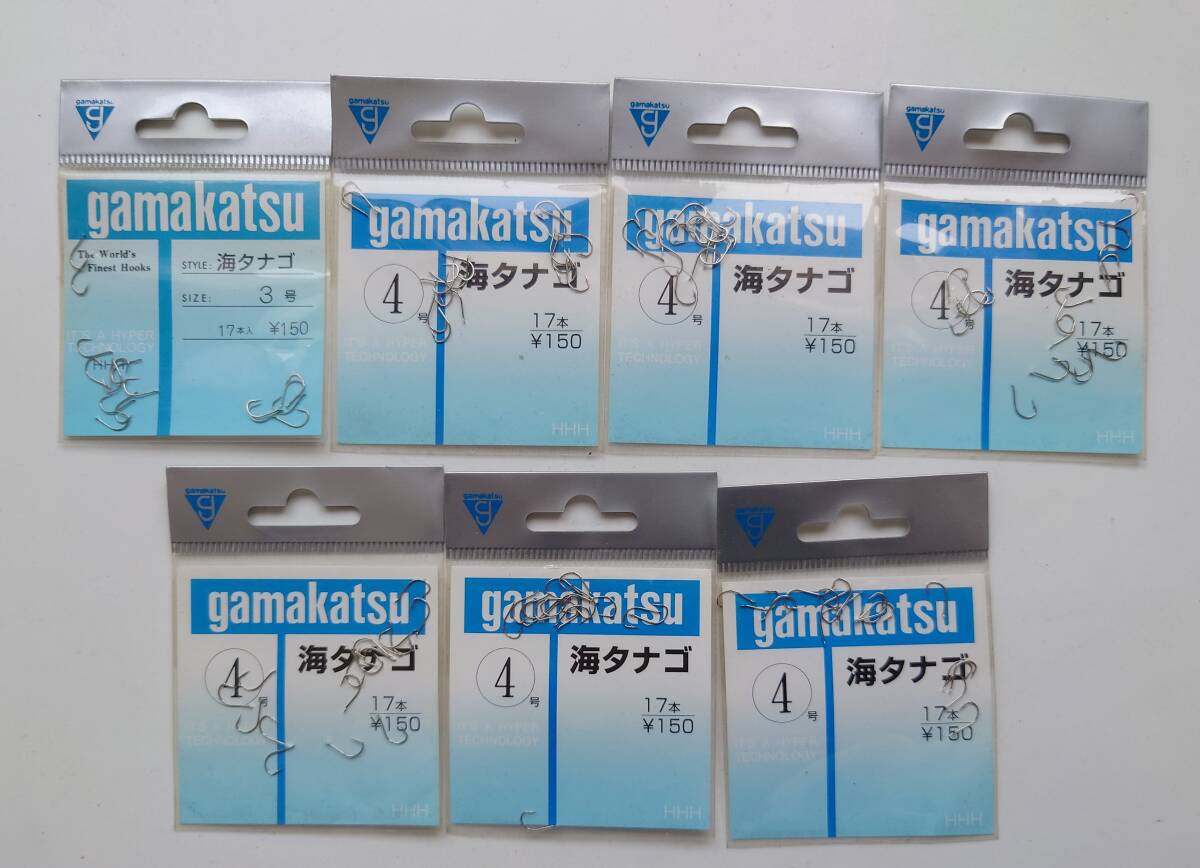 gamakatsu
gamakatsu
The World's
Finest Hooks
STYLE: 海タナゴ
SIZE: 3号
17本入 ¥150
IT'S A HYPER
TECHNOLOGY
HHH
gamakatsu
gamakatsu
4号
海タナゴ
17本
¥150
TECHNOLOGY
HHH
gamakatsu
gamakatsu
4号
海タナゴ
17本
¥150
IT'S A HYPER
TECHNOLOGY
HHH
gamakatsu
gamakatsu
4号
海タナゴ
17本
¥150
IT'S A HYPER
TECHNOLOGY
HHH
gamakatsu
gamakatsu
4号
海タナゴ
17本
¥150
IT'S A HYPER
TECHNOLOGY
HHH
gamakatsu
gamakatsu
4号
海タナゴ
17本
¥150
IT'S A HYPER
TECHNOLOGY
HHH
gamakatsu
gamakatsu
4号
海タナゴ
17本
¥150
IT'S A HYPER
TECHNOLOGY
HHH